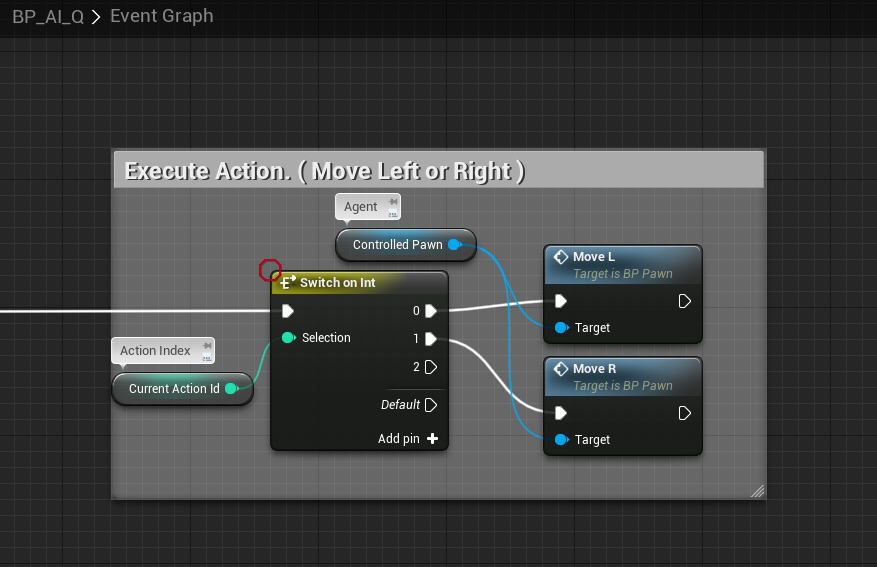 BP_AI_Q > Event Graph
Execute Action. ( Move Left or Right )
Agent
Controlled Pawn
Switch on Int
0
Selection
1
2
Default
Add pin +
Action Index
Current Action Id
Move L
Target is BP Pawn
Target
Move R
Target is BP Pawn
Target